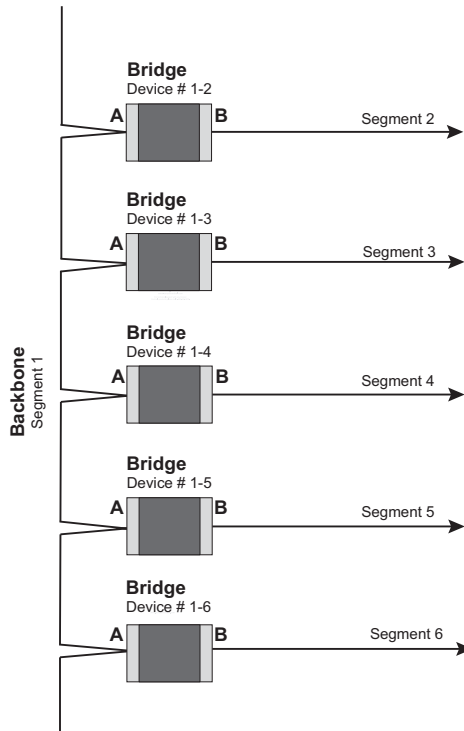 Bridge
Device # 1-2
A
B
Segment 2
Bridge
Device # 1-3
A
B
Segment 3
Backbone
Segment 1
Bridge
Device # 1-4
A
B
Segment 4
Bridge
Device # 1-5
A
B
Segment 5
Bridge
Device # 1-6
A
B
Segment 6